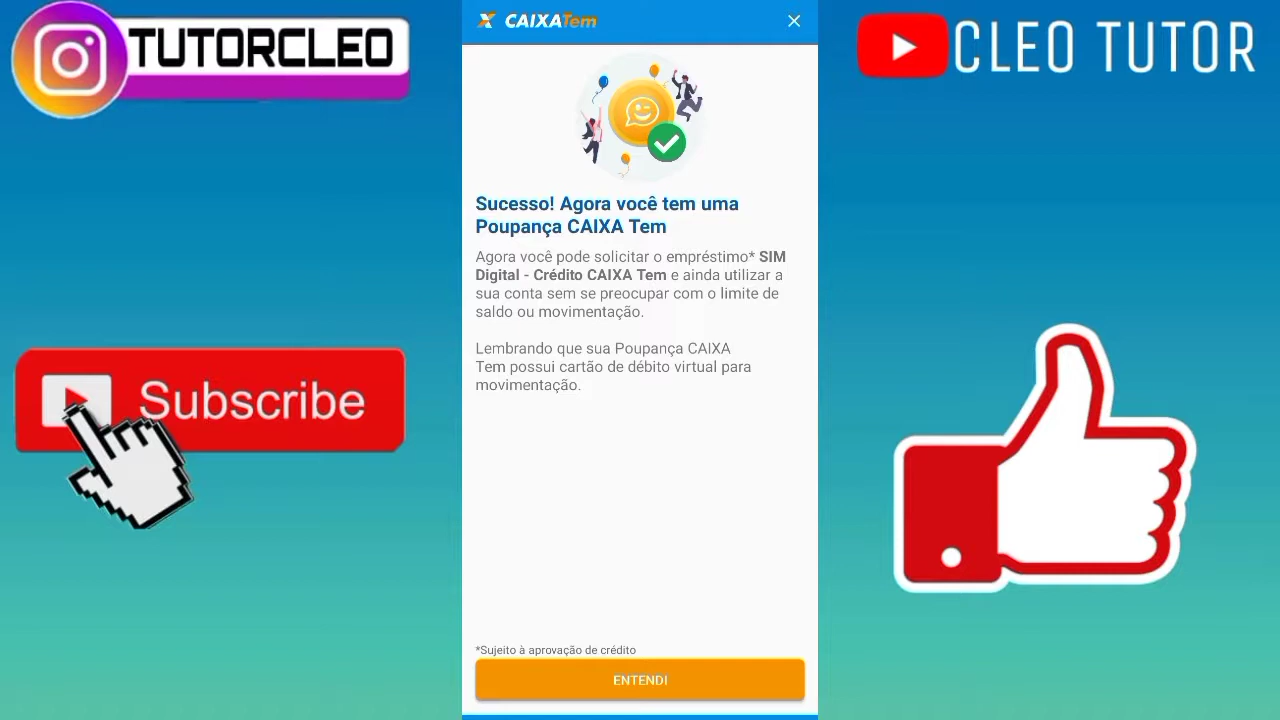 TUTORCLEO
CAIXATem
CLEO TUTOR
Sucesso! Agora você tem uma
Poupança CAIXA Tem
Agora você pode solicitar o empréstimo* SIM
Digital - Crédito CAIXA Tem e ainda utilizar a
sua conta sem se preocupar com o limite de
saldo ou movimentação.
Lembrando que sua Poupança CAIXA
Tem possui cartão de débito virtual para
movimentação.
Subscribe
*Sujeito à aprovação de crédito
ENTENDI